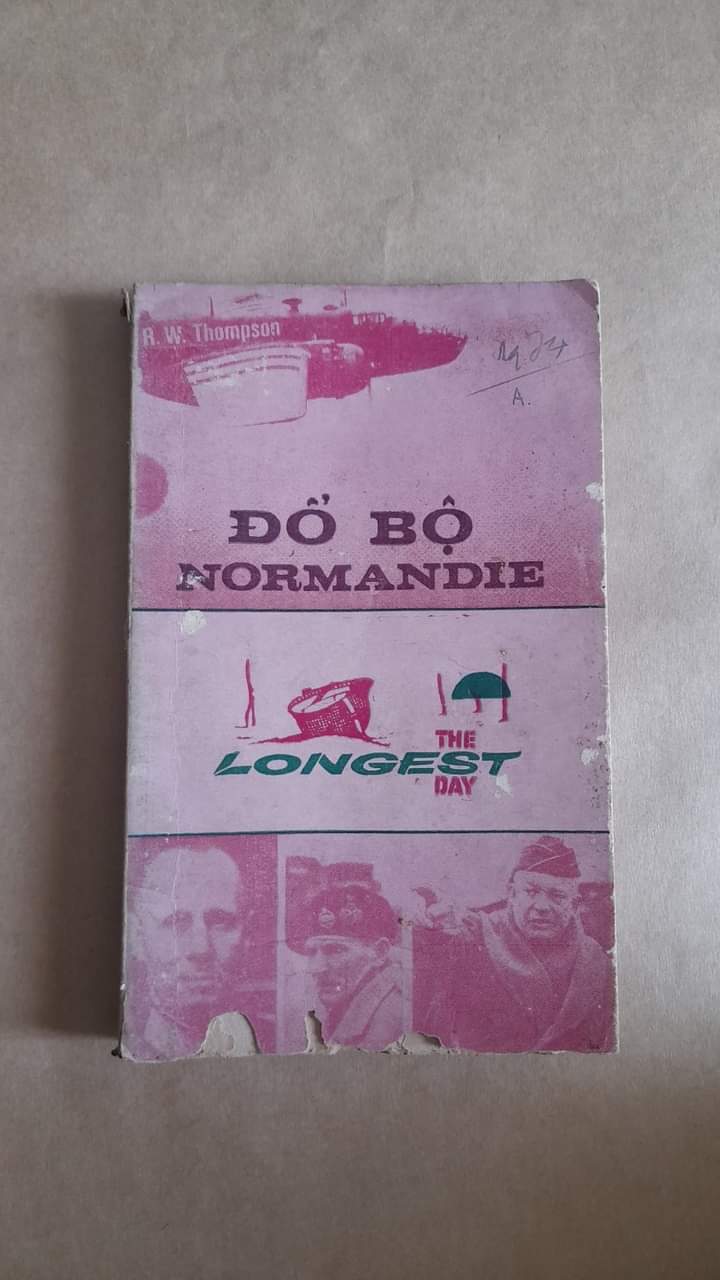 R. W. Thompson
A.
ĐỔ BỘ
NORMANDIE
THE
LONGEST
DAY